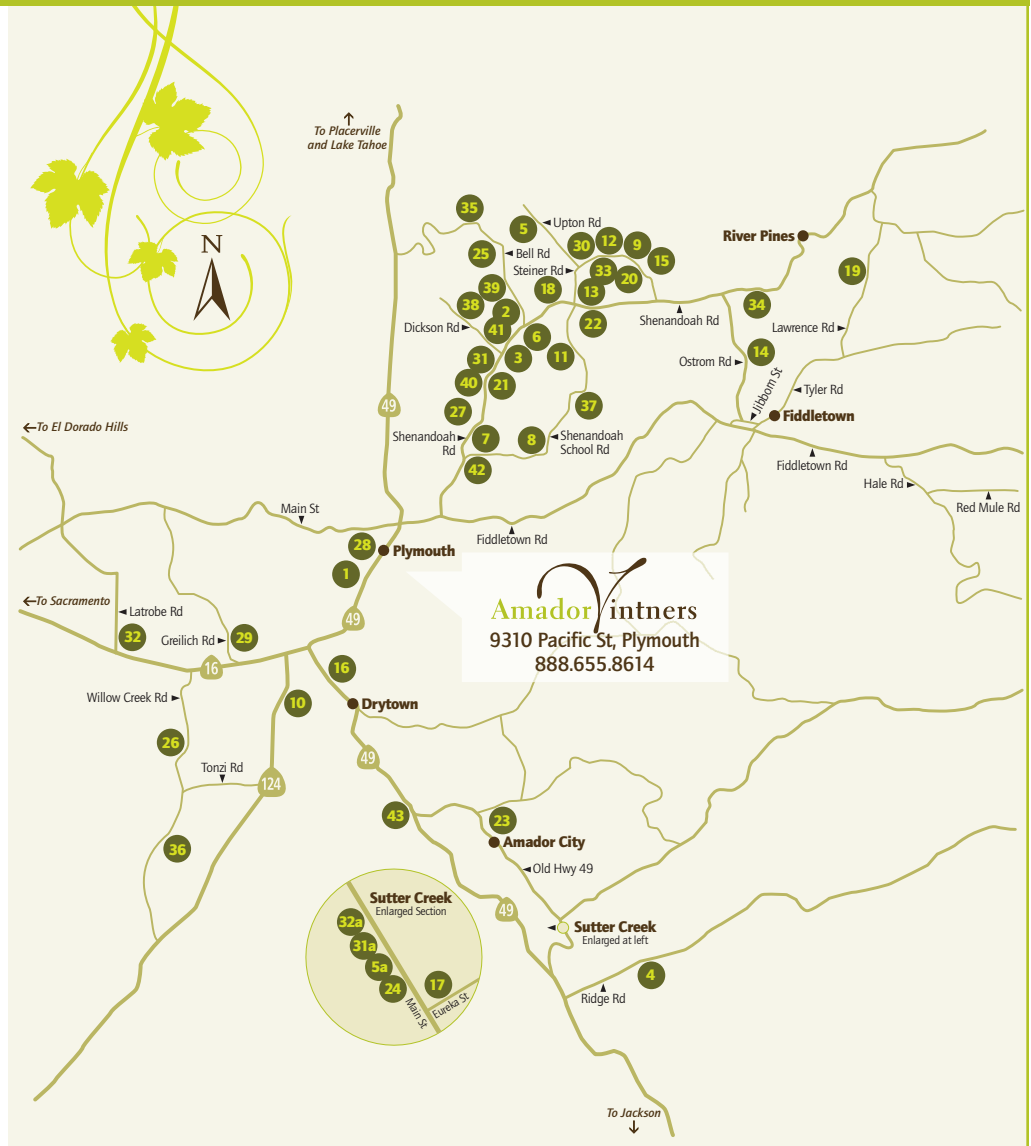 To Placerville
and Lake Tahoe
N
35
5
Upton Rd
30
12
9
River Pines
25
Bell Rd
15
Steiner Rd
33
20
19
39
18
13
38
2
34
Dickson Rd
41
22
Shenandoah Rd
Lawrence Rd
6
31
3
11
Ostrom Rd
14
40
21
Jibbom St
Tyler Rd
49
27
37
Fiddletown
To El Dorado Hills
Shenandoah
Rd
7
8
Shenandoah
School Rd
42
Fiddletown Rd
Hale Rd
Red Mule Rd
Main St
Fiddletown Rd
28
Plymouth
1
Amador Vintners
9310 Pacific St, Plymouth
888.655.8614
To Sacramento
Latrobe Rd
49
32
Greilich Rd
29
16
16
Willow Creek Rd
10
Drytown
26
49
Tonzi Rd
124
43
23
36
Amador City
Old Hwy 49
49
Sutter Creek
Enlarged Section
32a
31a
5a
24
17
Main St
Eureka St
Sutter Creek
Enlarged at left
4
Ridge Rd
To Jackson